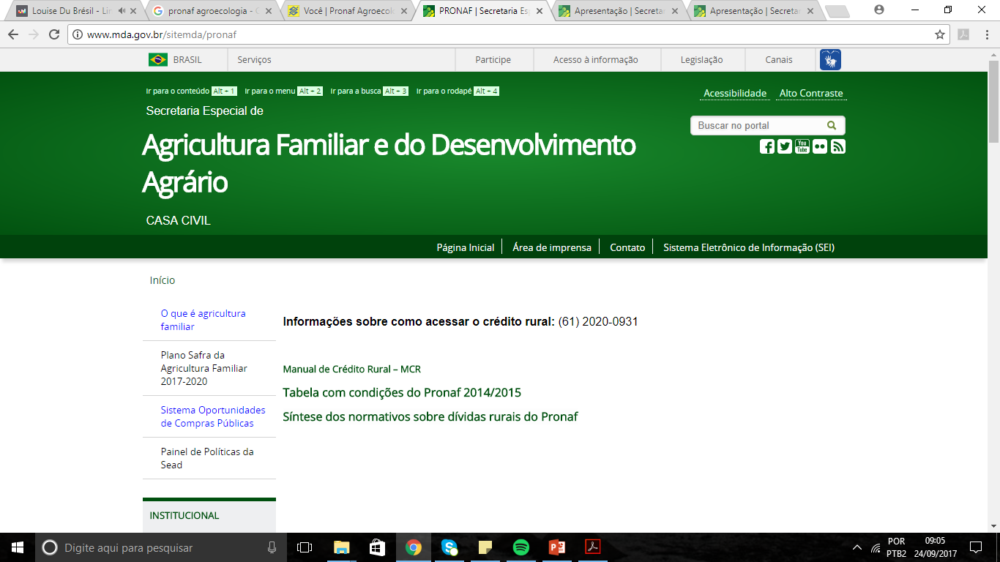 Louise Du Brésil - Lin
pronaf agroecologia - G
Você | Pronaf Agroecolo
PRONAF | Secretaria Esp
Apresentação | Secretar
Apresentação | Secretar
www.mda.gov.br/sitemda/pronaf
BRASIL
Serviços
Participe
Acesso à informação
Legislação
Canais
Ir para o conteúdo Alt + 1 Ir para o menu Alt + 2 Ir para a busca Alt + 3 Ir para o rodapé Alt + 4
Acessibilidade Alto Contraste
Secretaria Especial de
Agricultura Familiar e do Desenvolvimento
Agrário
CASA CIVIL
Buscar no portal
You
Tube
Página Inicial
Área de imprensa
Contato
Sistema Eletrônico de Informação (SEI)
Início
O que é agricultura
familiar
Plano Safra da
Agricultura Familiar
2017-2020
Sistema Oportunidades
de Compras Públicas
Painel de Políticas da
Sead
INSTITUCIONAL
Informações sobre como acessar o crédito rural: (61) 2020-0931
Manual de Crédito Rural – MCR
Tabela com condições do Pronaf 2014/2015
Síntese dos normativos sobre dívidas rurais do Pronaf
Digite aqui para pesquisar
POR
PTB2
09:05
24/09/2017